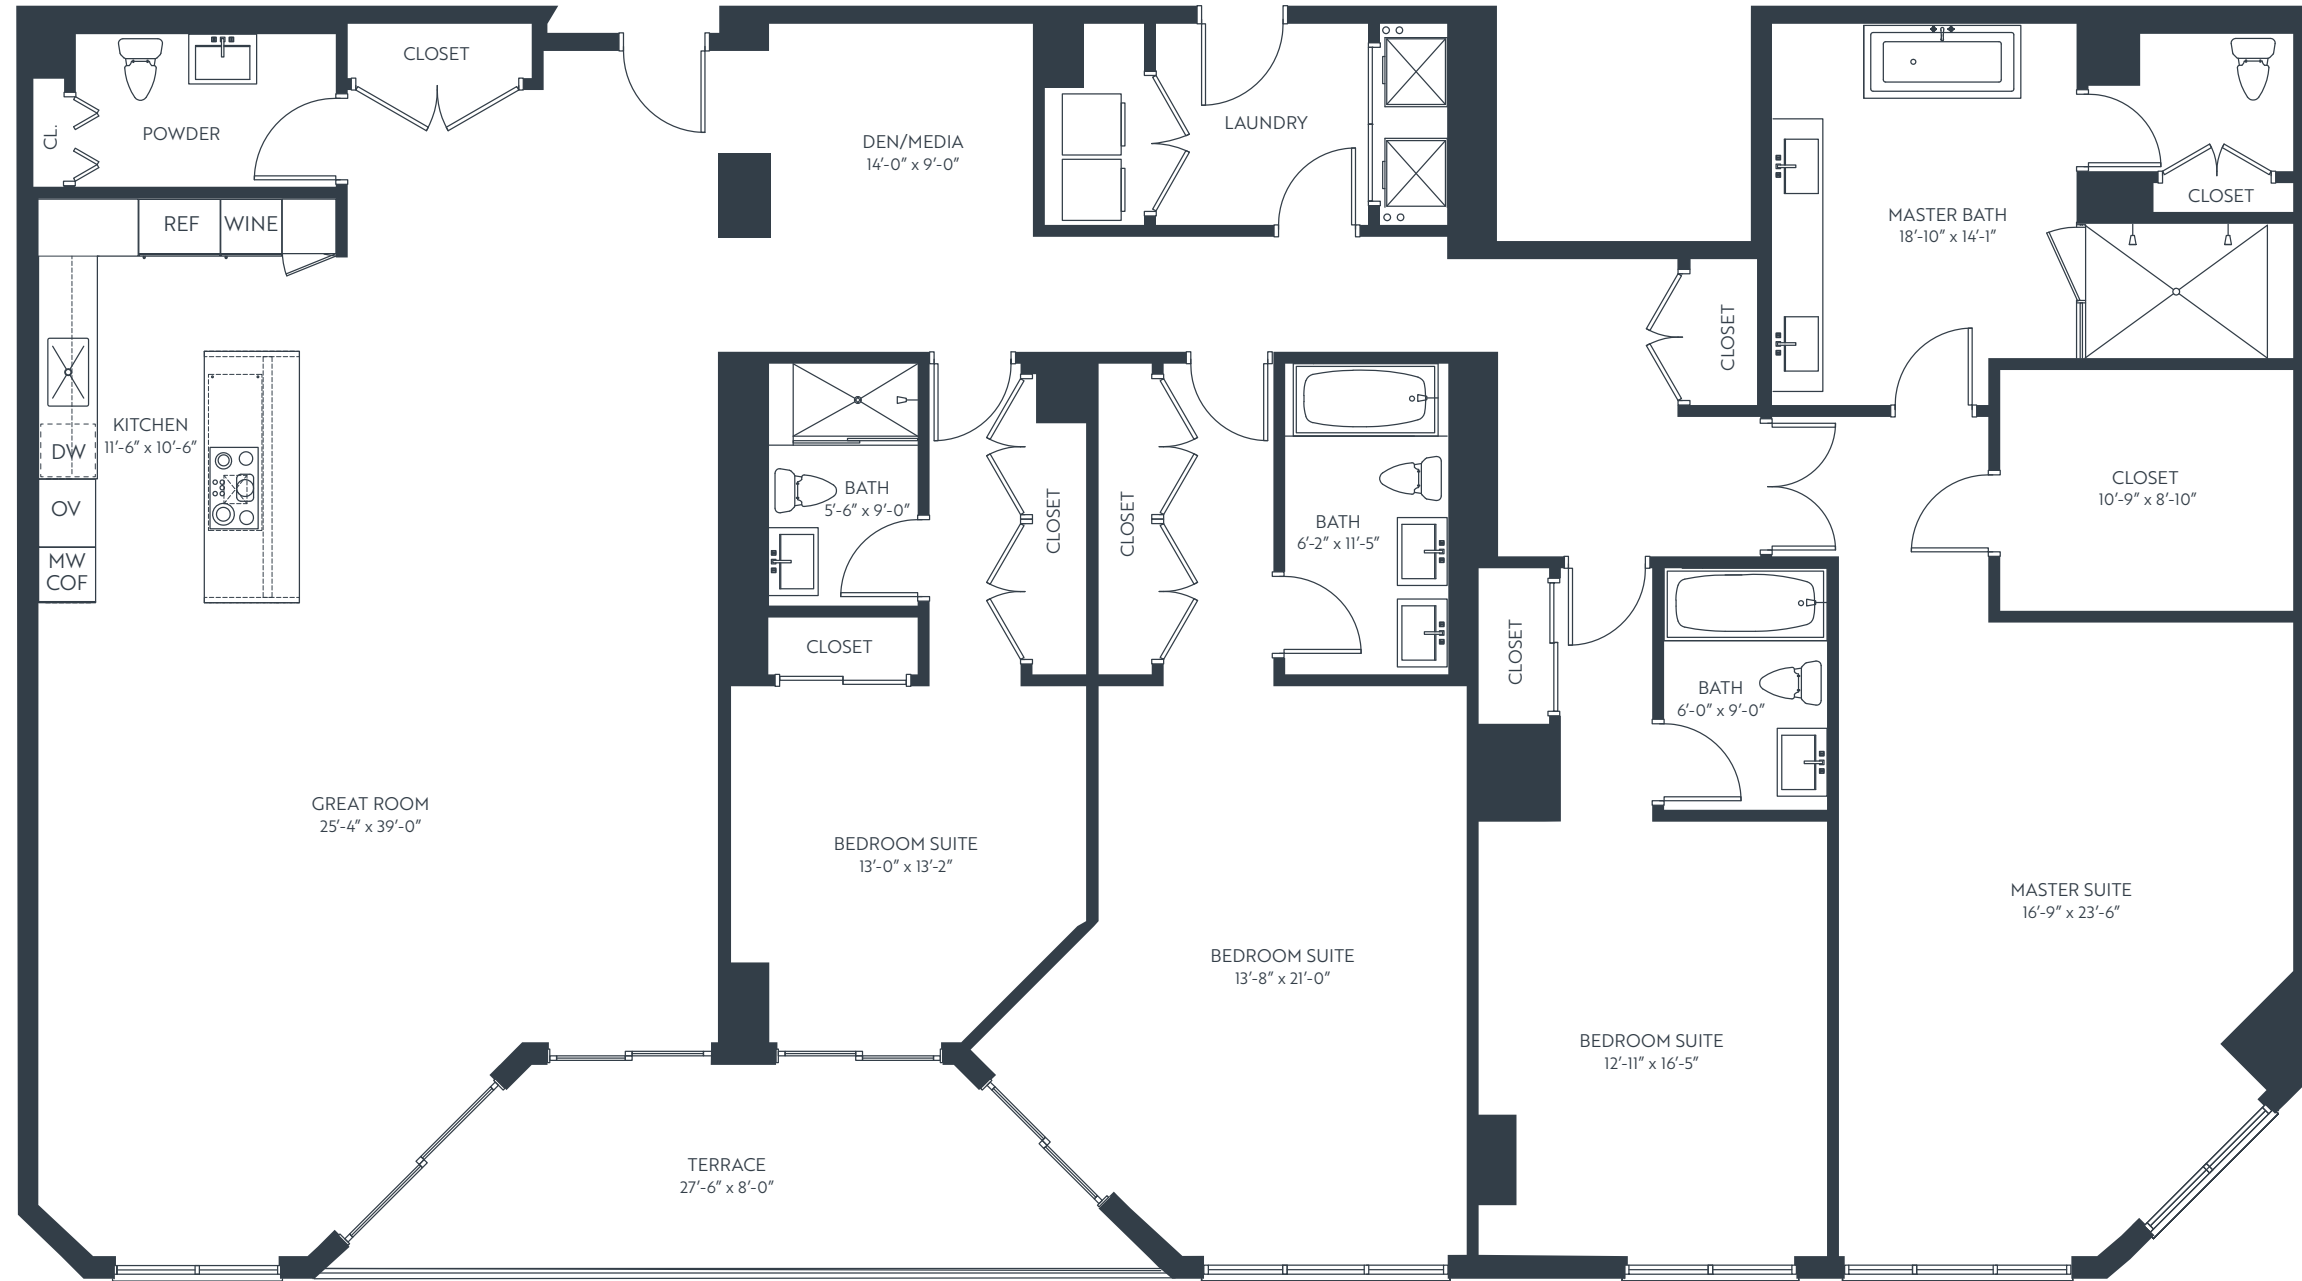 CLOSET
CL.
POWDER
DEN/MEDIA
14'-0" x 9'-0"
LAUNDRY
CLOSET
MASTER BATH
18'-10" x 14'-1"
REF
WINE
CLOSET
KITCHEN
11'-6" x 10'-6"
DW
OV
MW
COF
BATH
5'-6" x 9'-0"
CLOSET
CLOSET
BATH
6'-2" x 11'-5"
CLOSET
10'-9" x 8'-10"
CLOSET
CLOSET
BATH
6'-0" x 9'-0"
GREAT ROOM
25'-4" x 39'-0"
BEDROOM SUITE
13'-0" x 13'-2"
BEDROOM SUITE
13'-8" x 21'-0"
MASTER SUITE
16'-9" x 23'-6"
BEDROOM SUITE
12'-11" x 16'-5"
TERRACE
27'-6" x 8'-0"